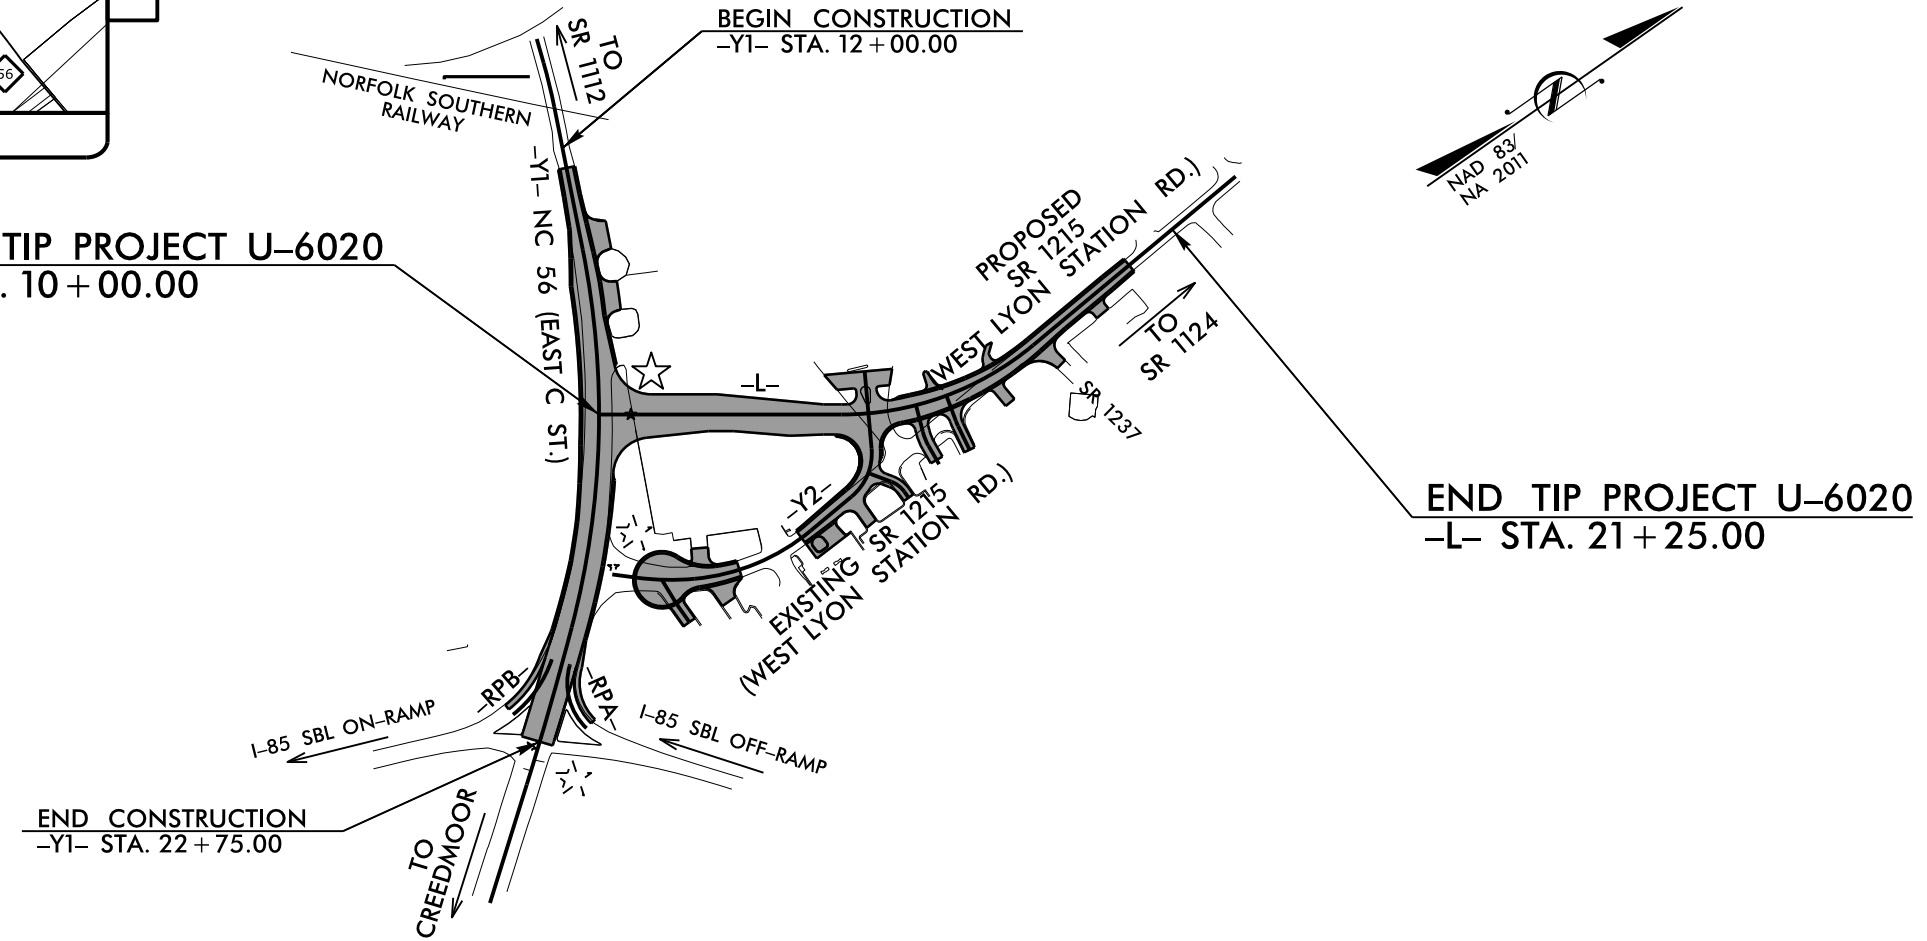 BEGIN CONSTRUCTION
–Y1– STA. 12+00.00
TO
SR 1112
NORFOLK SOUTHERN
RAILWAY
56
NAD 83/
NA 2011
–Y1– NC 56 (EAST C ST.)
TIP PROJECT U–6020
. 10+00.00
PROPOSED
SR 1215
(WEST LYON STATION RD.)
TO
SR 1124
–L–
SR 1237
–Y2–
END TIP PROJECT U–6020
–L– STA. 21+25.00
EXISTING SR 1215
(WEST LYON STATION RD.)
–RPB–
–RPA–
I–85 SBL ON–RAMP
I–85 SBL OFF–RAMP
END CONSTRUCTION
–Y1– STA. 22+75.00
TO
CREEDMOOR